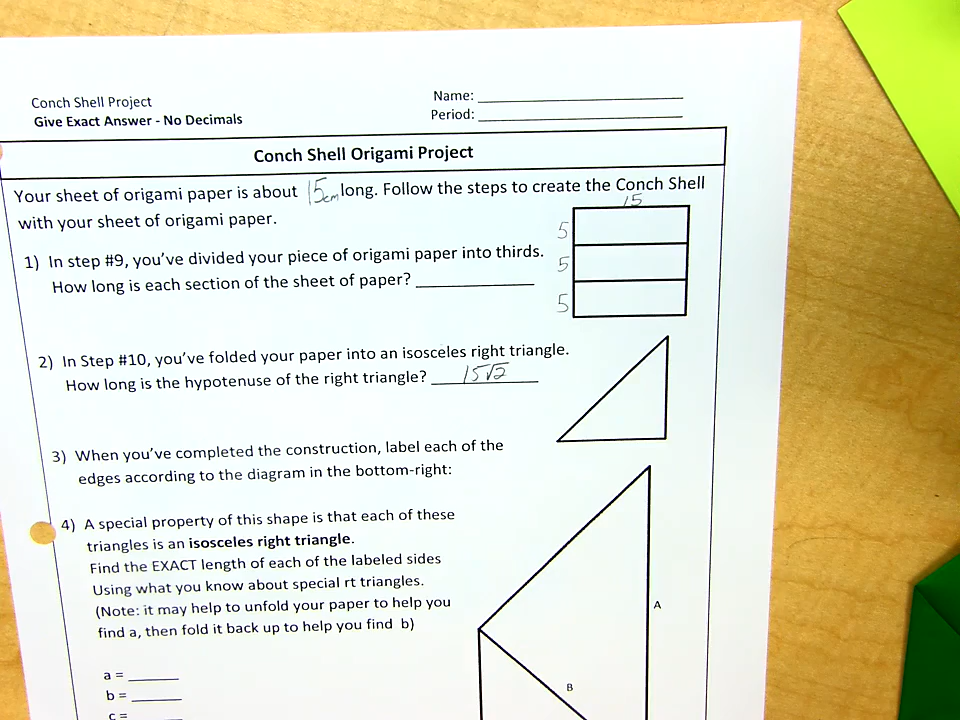 Conch Shell Project
Give Exact Answer - No Decimals
Name: ____________
Period: ____________
Conch Shell Origami Project
Your sheet of origami paper is about 15cm long. Follow the steps to create the Conch Shell
with your sheet of origami paper.
15
5
5
5
1) In step #9, you've divided your piece of origami paper into thirds.
How long is each section of the sheet of paper? ____________
2) In Step #10, you've folded your paper into an isosceles right triangle.
How long is the hypotenuse of the right triangle? 15√2
3) When you've completed the construction, label each of the
edges according to the diagram in the bottom-right:
4) A special property of this shape is that each of these
triangles is an isosceles right triangle.
Find the EXACT length of each of the labeled sides
Using what you know about special rt triangles.
(Note: it may help to unfold your paper to help you
find a, then fold it back up to help you find b)
A
B
a = ______
b = ______
c = ______